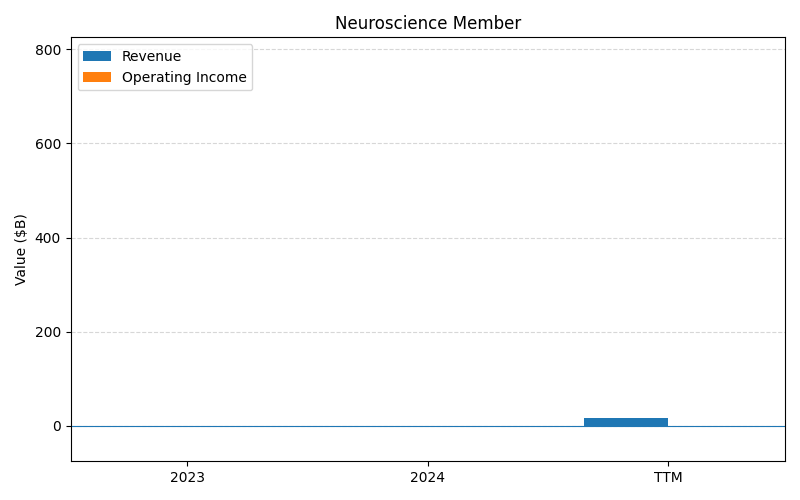 Neuroscience Member
Revenue
Operating Income
Value ($B)
800
600
400
200
0
2023
2024
TTM